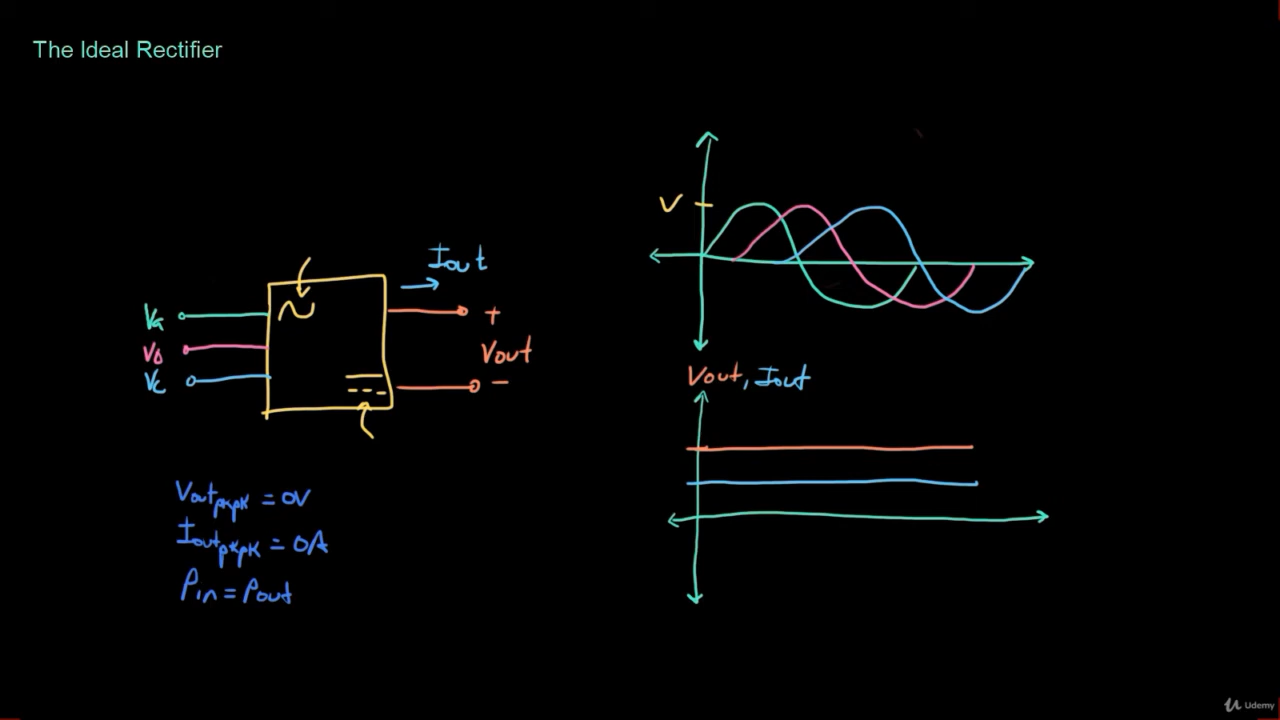 The Ideal Rectifier
V
Iout
Va
+
Vb
Vout
Vc
-
Vout, Iout
Voutpkpk = 0V
Ioutpkpk = 0A
Pin = Pout
Udemy